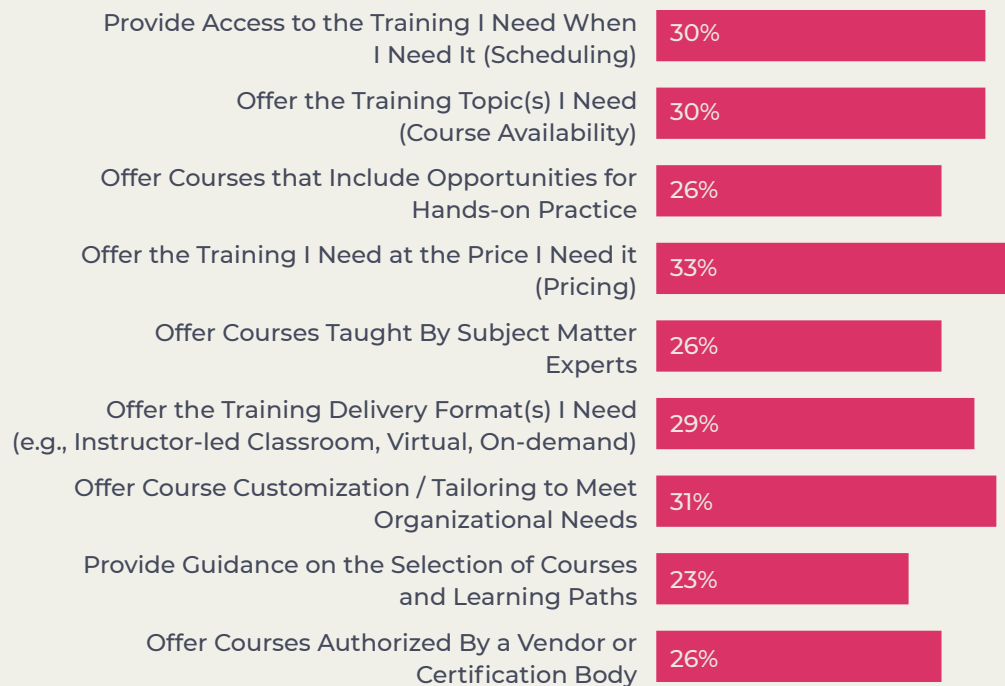 Provide Access to the Training I Need When
I Need It (Scheduling)
30%
Offer the Training Topic(s) I Need
(Course Availability)
30%
Offer Courses that Include Opportunities for
Hands-on Practice
26%
Offer the Training I Need at the Price I Need it
(Pricing)
33%
Offer Courses Taught By Subject Matter
Experts
26%
Offer the Training Delivery Format(s) I Need
(e.g., Instructor-led Classroom, Virtual, On-demand)
29%
Offer Course Customization / Tailoring to Meet
Organizational Needs
31%
Provide Guidance on the Selection of Courses
and Learning Paths
23%
Offer Courses Authorized By a Vendor or
Certification Body
26%